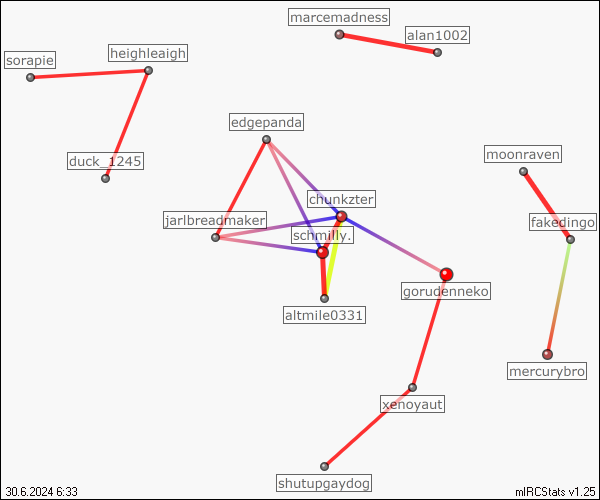 marcemadness
alan1002
heighleaigh
sorapie
edgepanda
moonraven
duck_1245
chunkzter
jarlbreadmaker
fakedingo
schmilly.
gorudenneko
altmile0331
mercurybro
xenoyaut
shutupgaydog
30.6.2024 6:33
mIRCStats v1.25